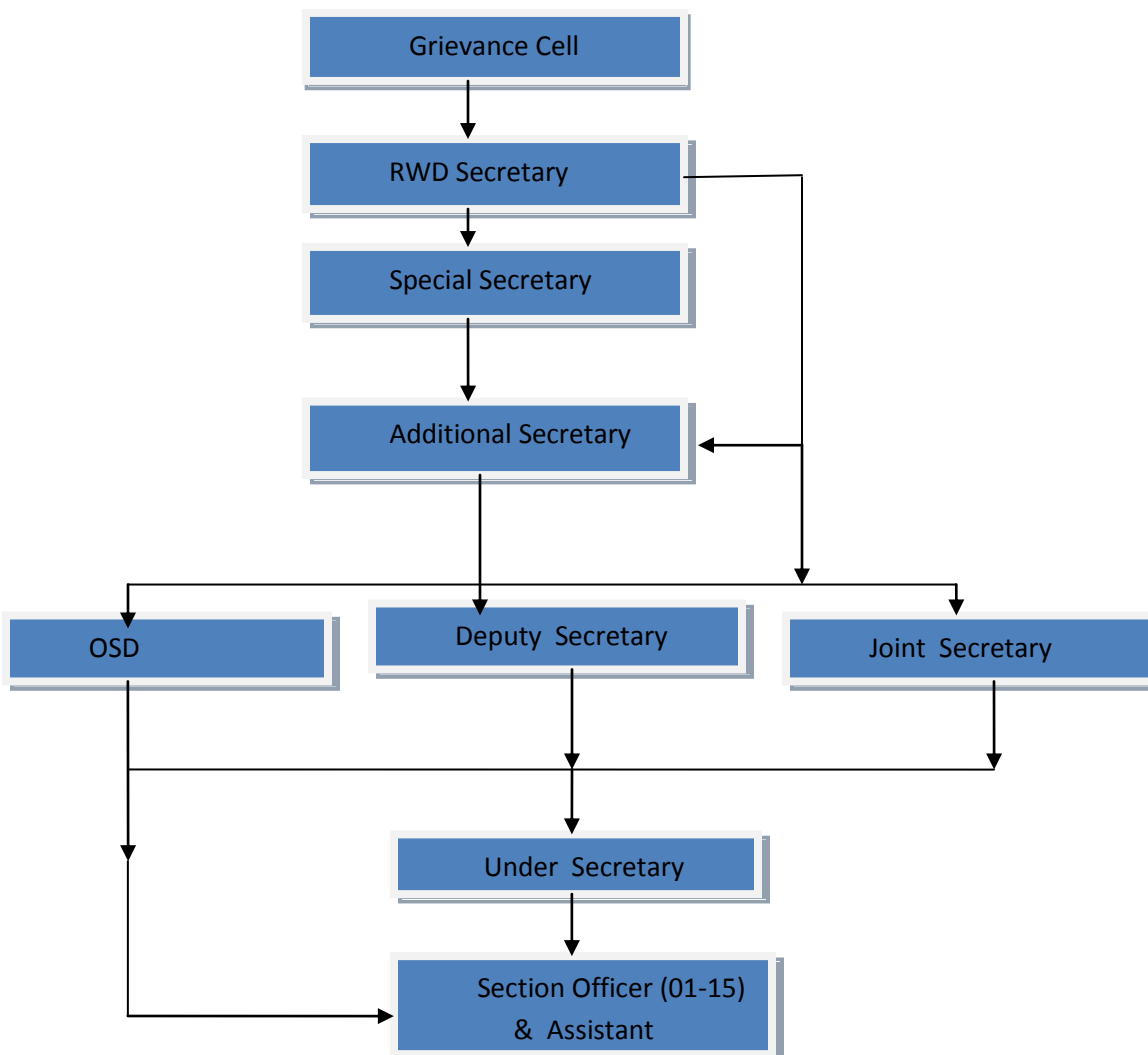 Grievance Cell
RWD Secretary
Special Secretary
Additional Secretary
OSD
Deputy Secretary
Joint Secretary
Under Secretary
Section Officer (01-15)
& Assistant